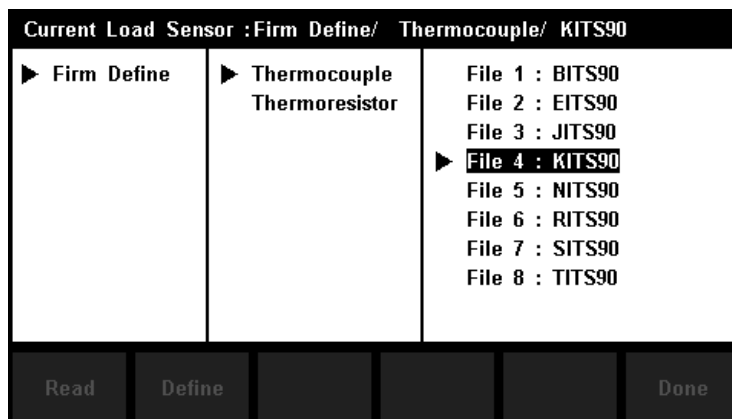 Current Load Sensor :Firm Define/ Thermocouple/ KITS90
Firm Define
Thermocouple
Thermoresistor
File 1 : BITS90
File 2 : EITS90
File 3 : JITS90
File 4 : KITS90
File 5 : NITS90
File 6 : RITS90
File 7 : SITS90
File 8 : TITS90
Read Define Done